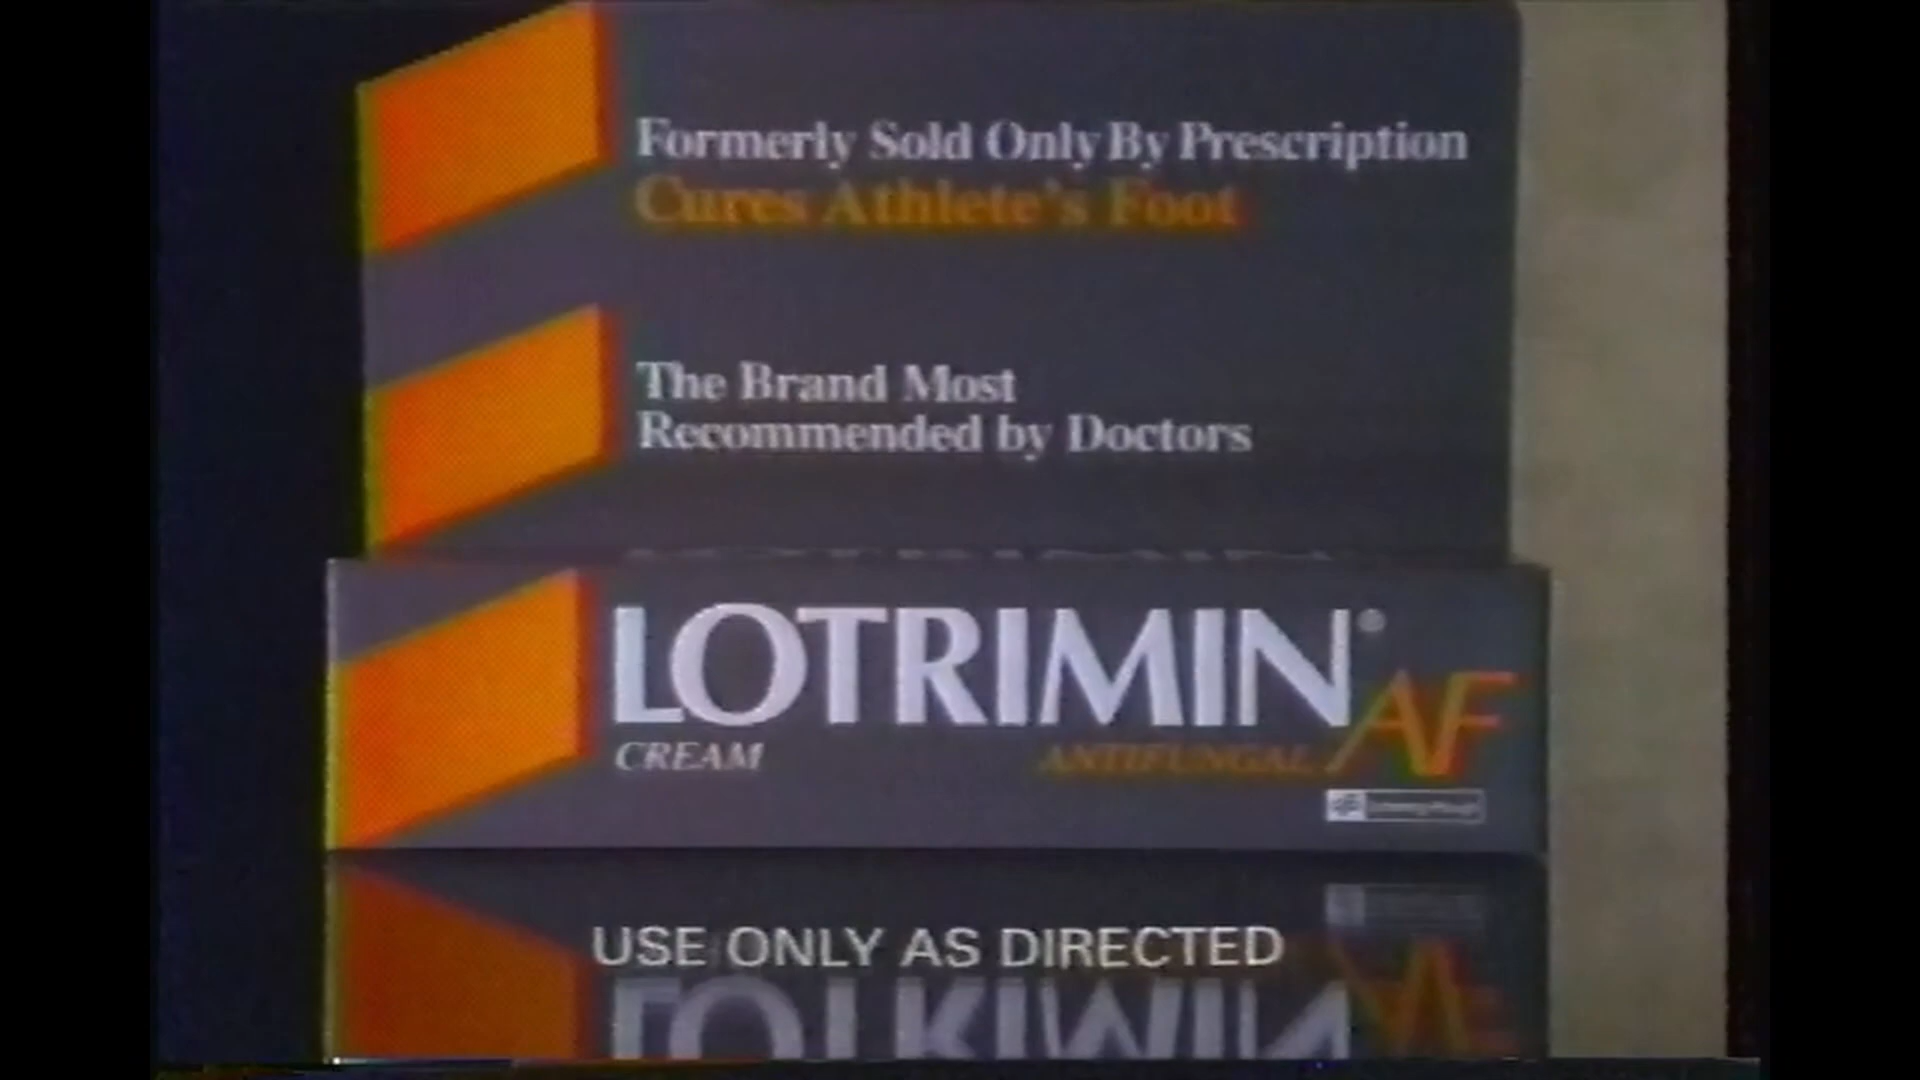 Formerly Sold Only By Prescription
Cures Athlete's Foot
The Brand Most
Recommended by Doctors
LOTRIMIN®
AF
CREAM
ANTIFUNGAL
USE ONLY AS DIRECTED